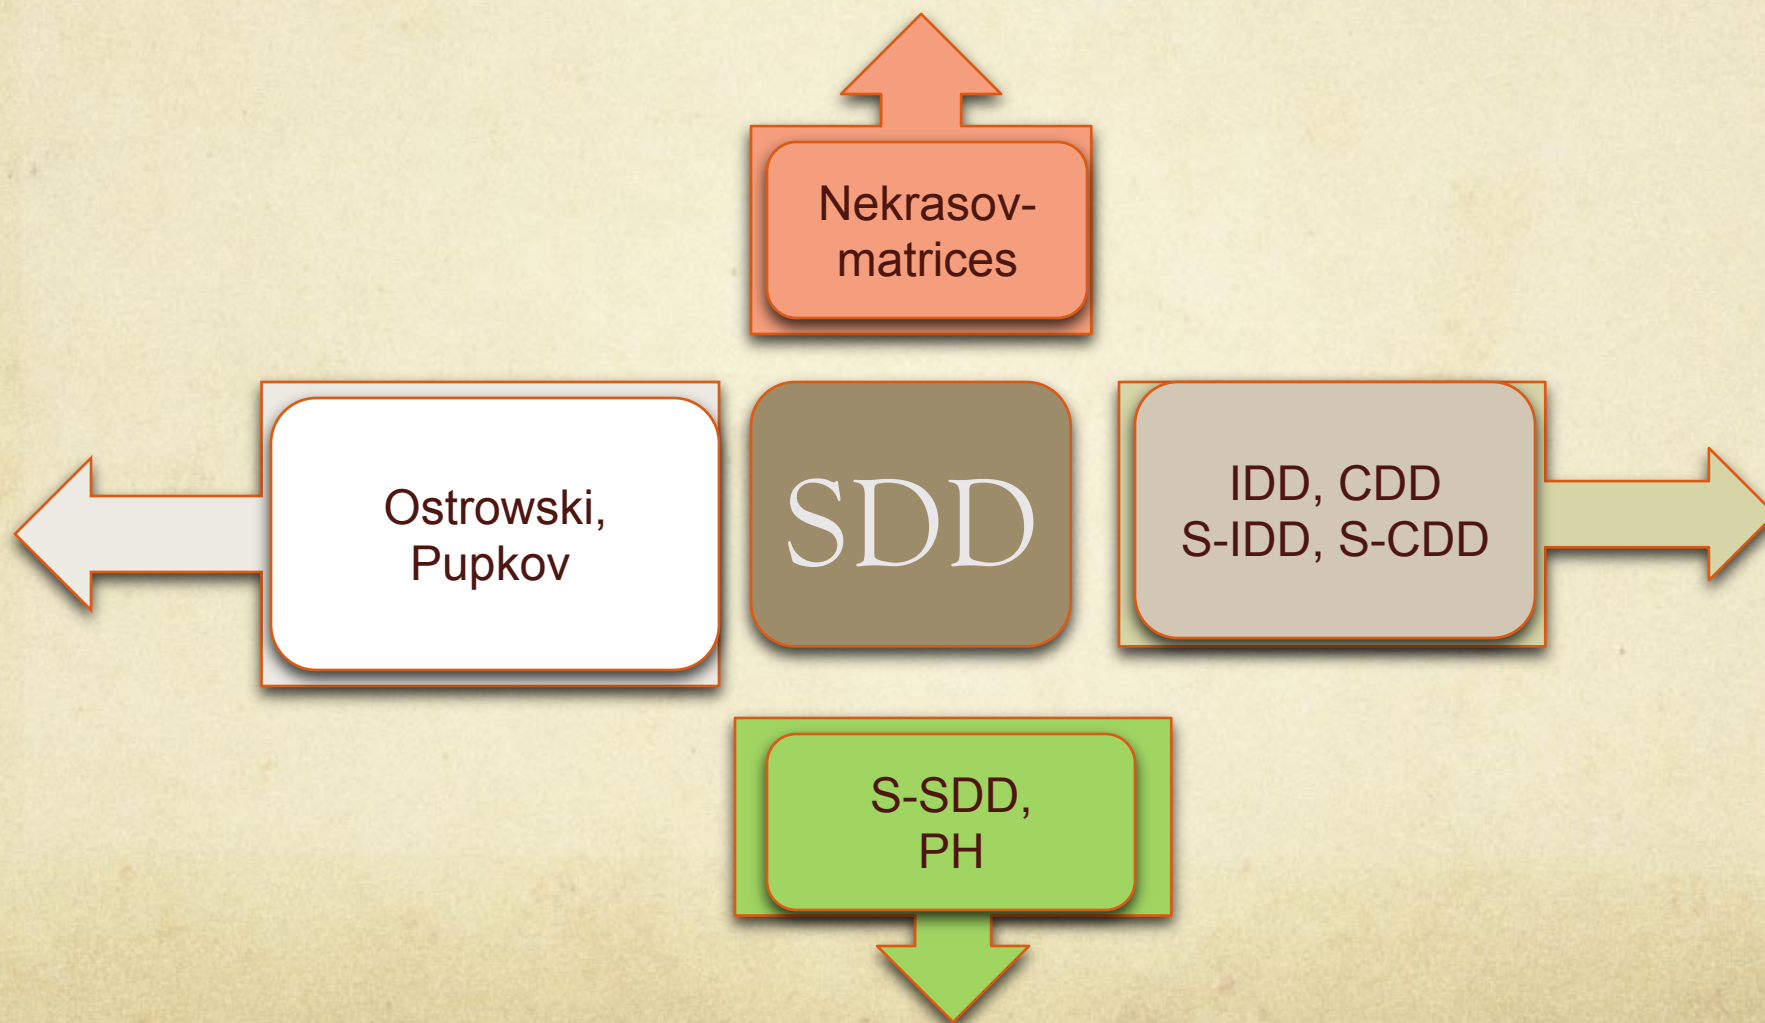 Nekrasov-
matrices
Ostrowski,
Pupkov
SDD
IDD, CDD
S-IDD, S-CDD
S-SDD,
PH